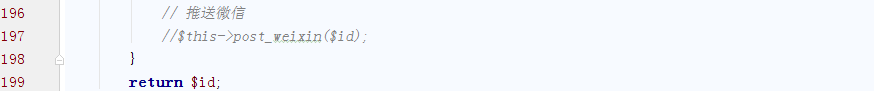 196 // 推送微信
197 //$this->post_weixin($id);
198 }
199 return $id;